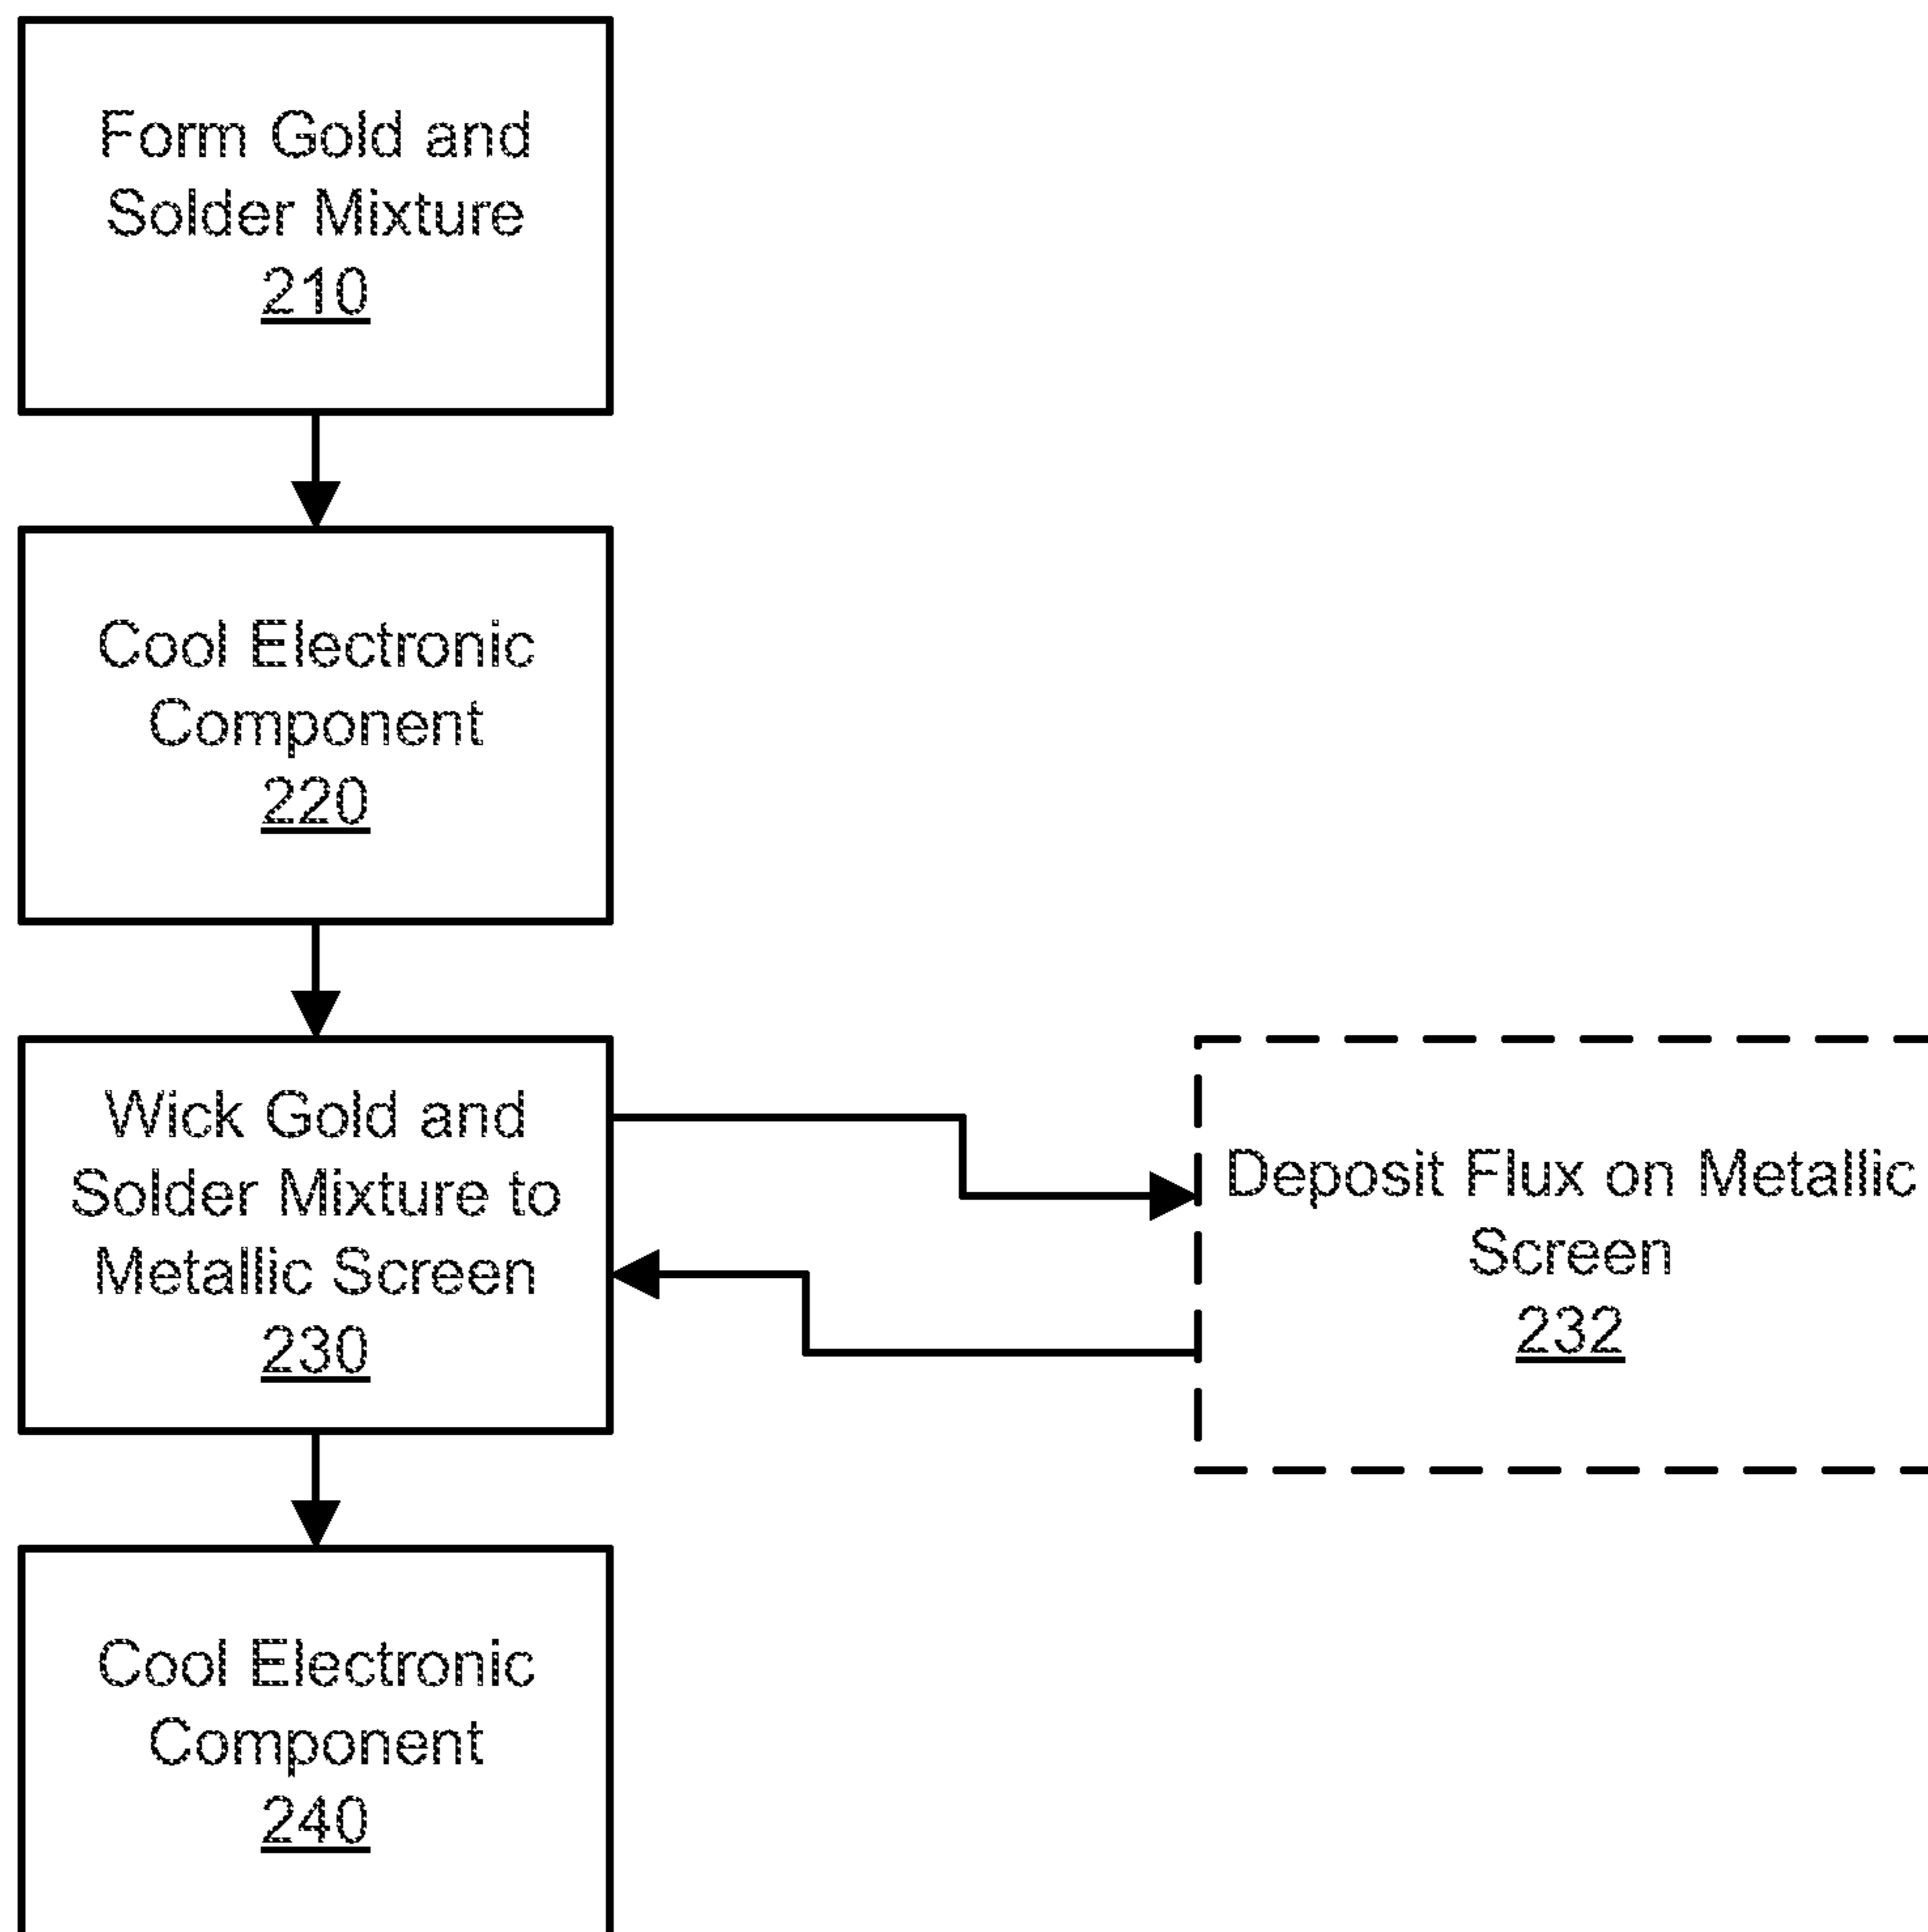 Form Gold and
Solder Mixture
210
Cool Electronic
Component
220
Wick Gold and
Solder Mixture to
Metallic Screen
230
Deposit Flux on Metallic
Screen
232
Cool Electronic
Component
240